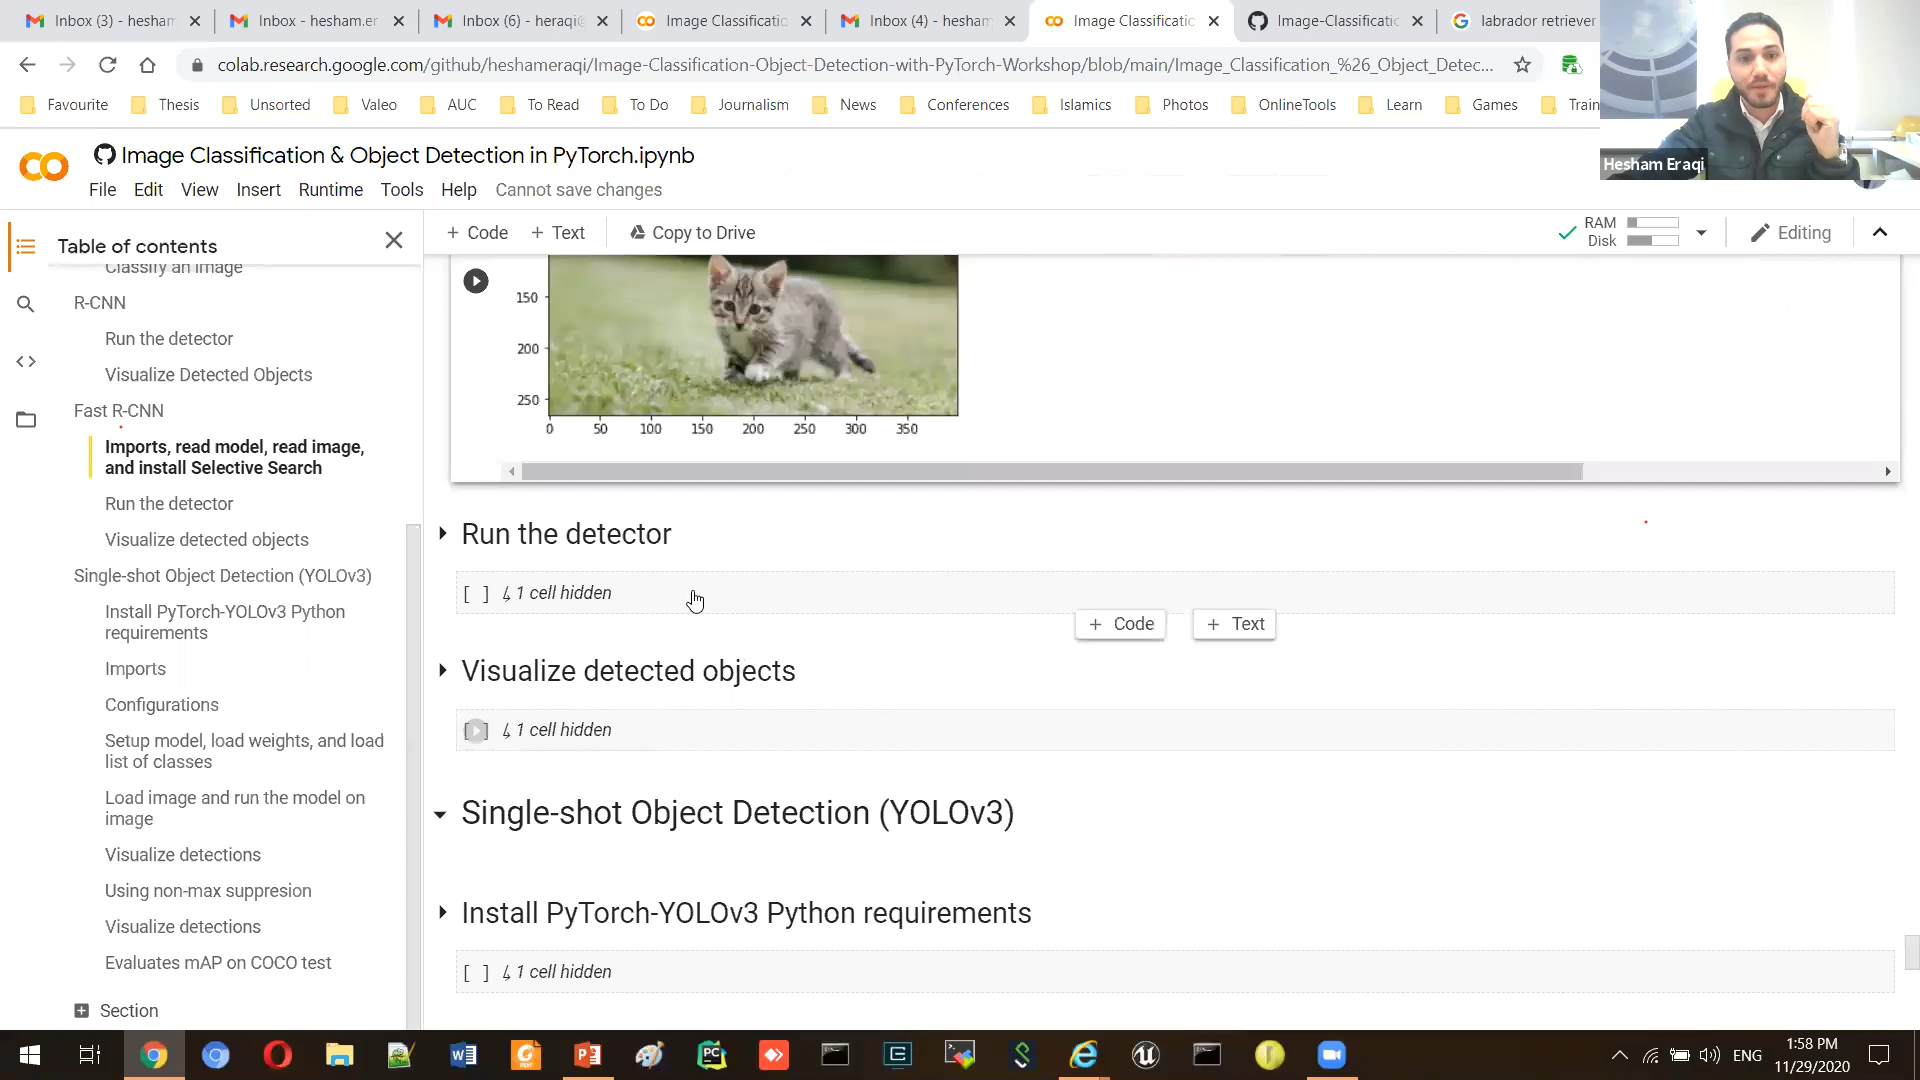 Inbox (3) - hesham
Inbox - hesham.er
Inbox (6) - heraqi@
Image Classificatio
Inbox (4) - hesham
Image Classificatio
Image-Classificatio
labrador retriever
colab.research.google.com/github/heshameraqi/Image-Classification-Object-Detection-with-PyTorch-Workshop/blob/main/Image_Classification_%26_Object_Detec...
Favourite
Thesis
Unsorted
Valeo
AUC
To Read
To Do
Journalism
News
Conferences
Islamics
Photos
OnlineTools
Learn
Games
Train
Hesham Eraqi
Image Classification & Object Detection in PyTorch.ipynb
File Edit View Insert Runtime Tools Help Cannot save changes
+ Code + Text Copy to Drive
RAM
Disk
Editing
Table of contents
Classify an image
R-CNN
Run the detector
Visualize Detected Objects
Fast R-CNN
Imports, read model, read image,
and install Selective Search
Run the detector
Visualize detected objects
Single-shot Object Detection (YOLOv3)
Install PyTorch-YOLOv3 Python
requirements
Imports
Configurations
Setup model, load weights, and load
list of classes
Load image and run the model on
image
Visualize detections
Using non-max suppresion
Visualize detections
Evaluates mAP on COCO test
Section
150
200
250
0 50 100 150 200 250 300 350
Run the detector
[ ] ↳ 1 cell hidden
+ Code + Text
Visualize detected objects
[ ] ↳ 1 cell hidden
Single-shot Object Detection (YOLOv3)
Install PyTorch-YOLOv3 Python requirements
[ ] ↳ 1 cell hidden
ENG
1:58 PM
11/29/2020